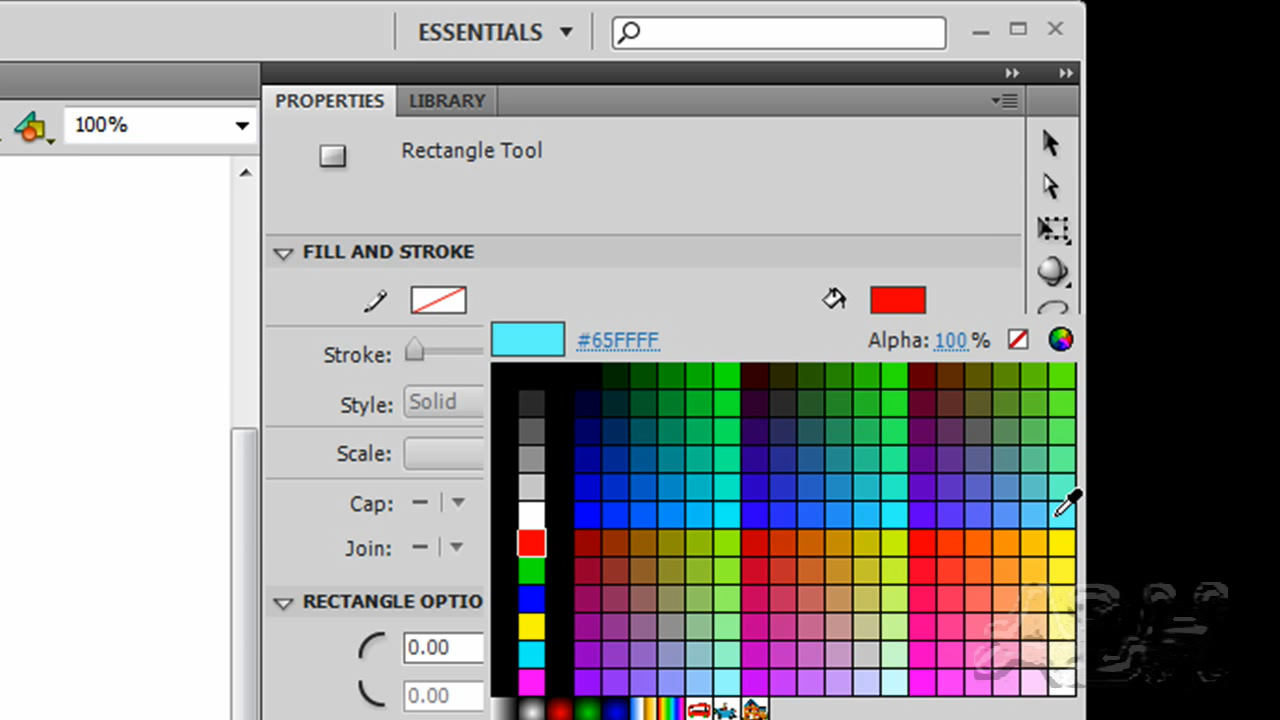 ESSENTIALS
100%
PROPERTIES LIBRARY
Rectangle Tool
FILL AND STROKE
#65FFFF Alpha: 100 %
Stroke:
Style: Solid
Scale:
Cap:
Join:
RECTANGLE OPTIO
0.00
0.00